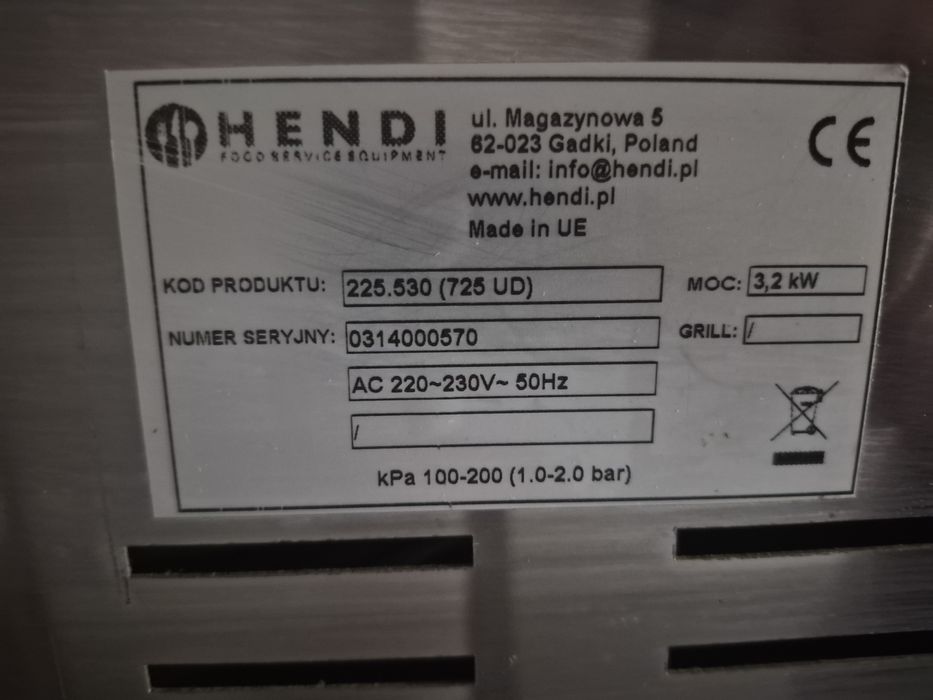 HENDI
FOOD SERVICE EQUIPMENT
ul. Magazynowa 5
62-023 Gadki, Poland
e-mail: info@hendi.pl
www.hendi.pl
Made in UE
CE
KOD PRODUKTU: 225.530 (725 UD)
MOC: 3,2 kW
NUMER SERYJNY: 0314000570
GRILL: /
AC 220~230V~ 50Hz
/
kPa 100-200 (1.0-2.0 bar)